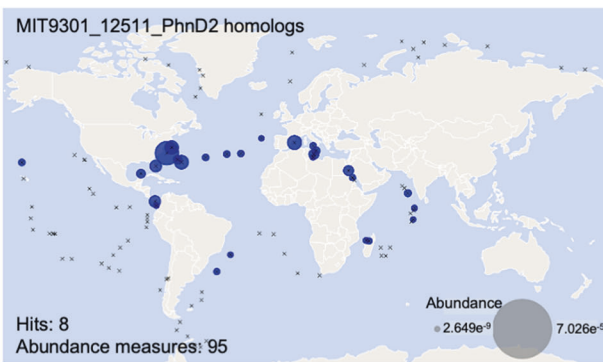 MIT9301_12511_PhnD2 homologs
Abundance
2.649e-9 7.026e-5
Hits: 8
Abundance measures: 95